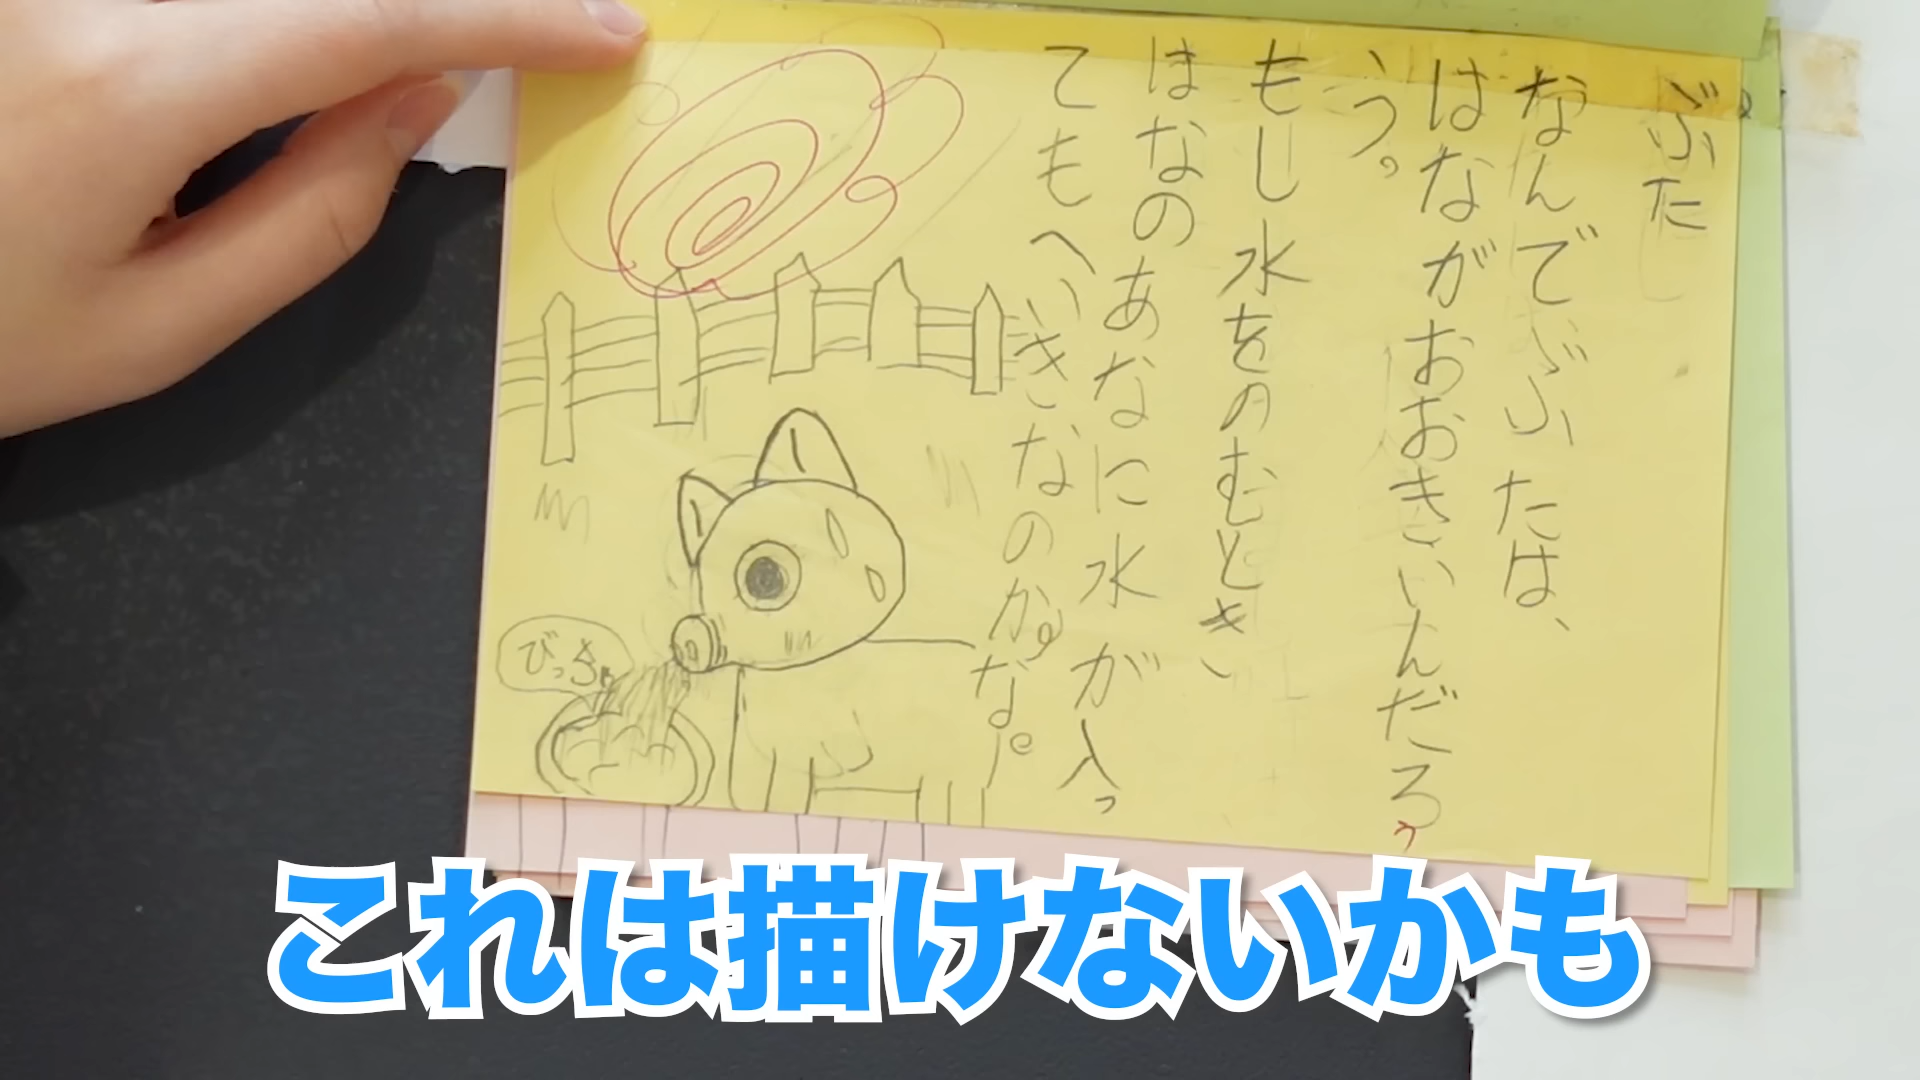 ぶた
なんでぶたは、
はながおおきいんだろ
う。
もし水をのむとき、
はなのあなに水が入っ
てもへいきなのかな。
びっきゃ
これは描けないかも